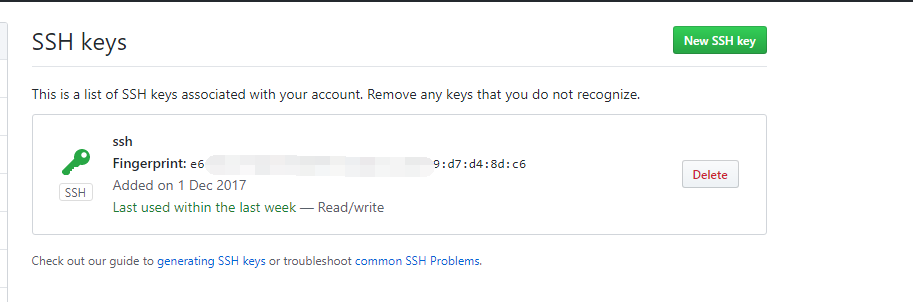 SSH keys
New SSH key
This is a list of SSH keys associated with your account. Remove any keys that you do not recognize.
ssh
Fingerprint: e6
9:d7:d4:8d:c6
SSH
Added on 1 Dec 2017
Delete
Last used within the last week — Read/write
Check out our guide to generating SSH keys or troubleshoot common SSH Problems.